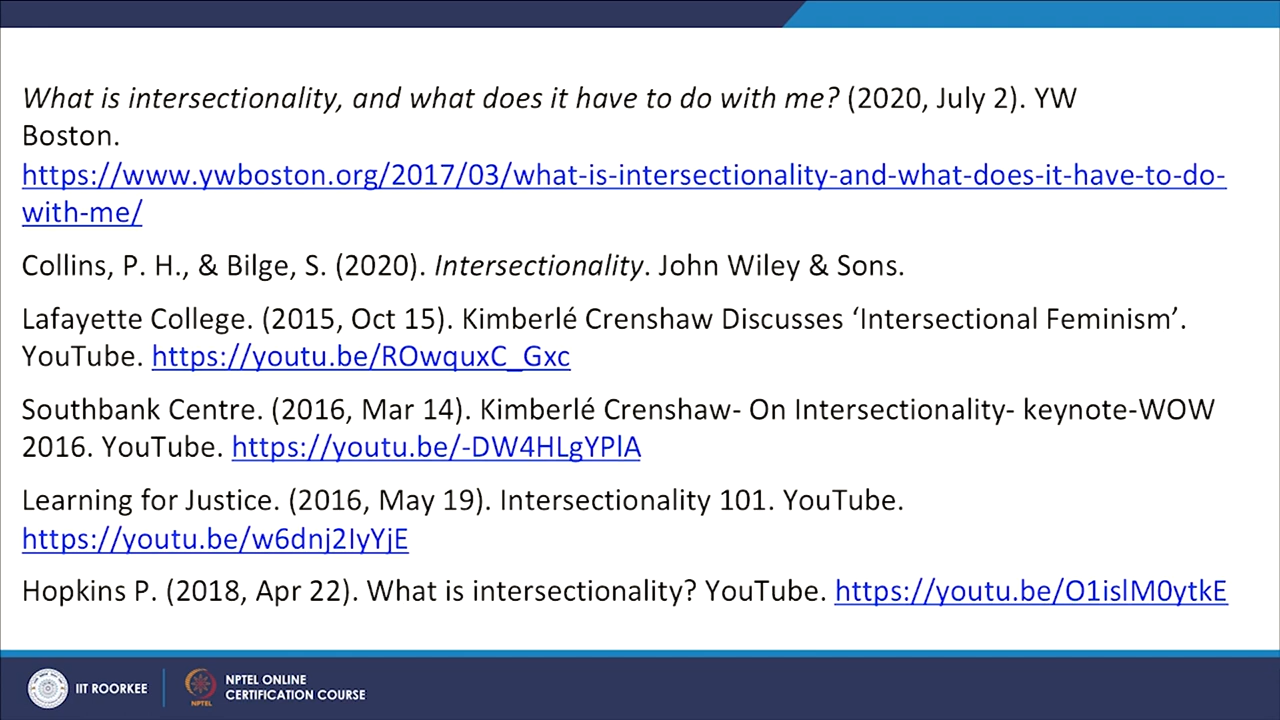 What is intersectionality, and what does it have to do with me? (2020, July 2). YW
Boston.
https://www.ywboston.org/2017/03/what-is-intersectionality-and-what-does-it-have-to-do-
with-me/
Collins, P. H., & Bilge, S. (2020). Intersectionality. John Wiley & Sons.
Lafayette College. (2015, Oct 15). Kimberlé Crenshaw Discusses ‘Intersectional Feminism’.
YouTube. https://youtu.be/ROwquxC_Gxc
Southbank Centre. (2016, Mar 14). Kimberlé Crenshaw- On Intersectionality- keynote-WOW
2016. YouTube. https://youtu.be/-DW4HLgYPlA
Learning for Justice. (2016, May 19). Intersectionality 101. YouTube.
https://youtu.be/w6dnj2IyYjE
Hopkins P. (2018, Apr 22). What is intersectionality? YouTube. https://youtu.be/O1islM0ytkE
IIT ROORKEE
NPTEL
NPTEL ONLINE
CERTIFICATION COURSE